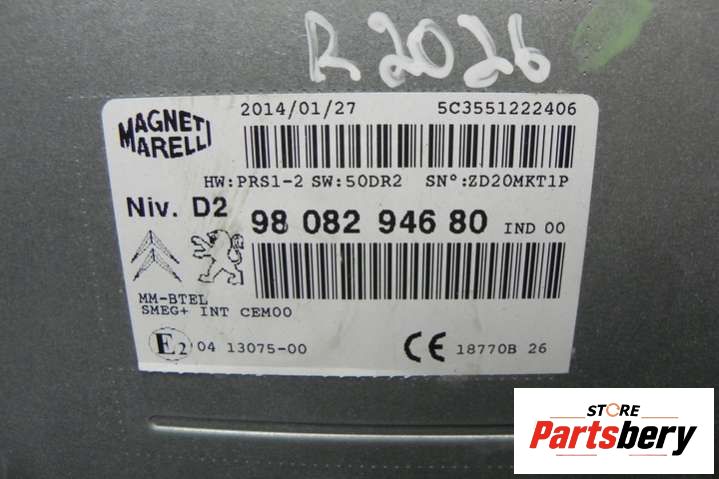 R2026
MAGNETI
MARELLI
2014/01/27 5C3551222406
HW:PRS1-2 SW:50DR2 SN°:ZD20MKT1P
Niv. D2 98 082 946 80 IND 00
MM-BTEL
SMEG+ INT CEM00
E2 04 13075-00 CE 18770B 26
STORE
Partsbery